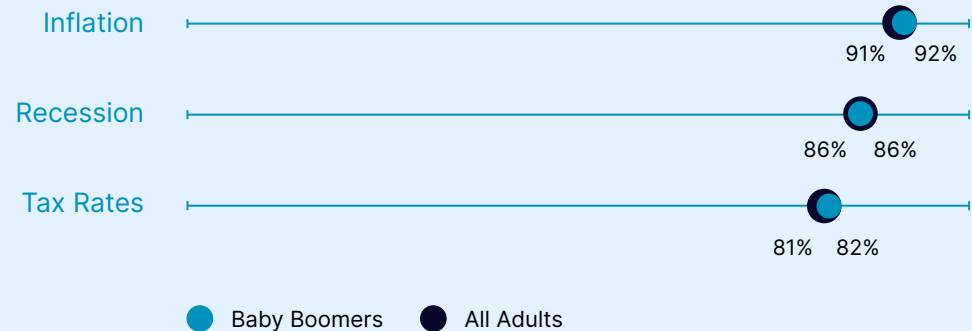 Inflation
91% 92%
Recession
86% 86%
Tax Rates
81% 82%
Baby Boomers All Adults